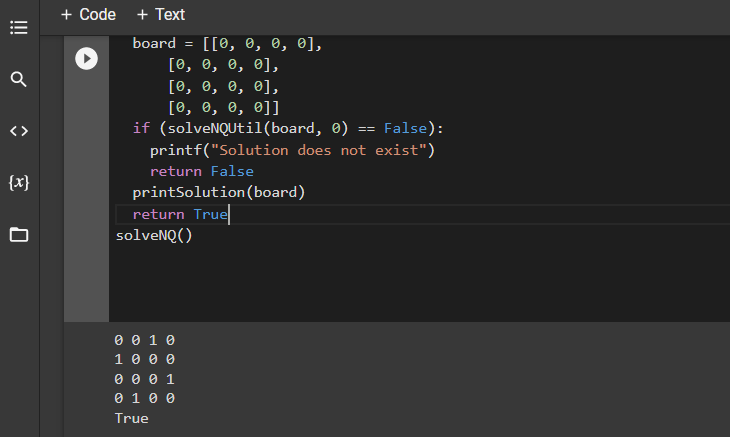 + Code + Text
board = [[0, 0, 0, 0],
[0, 0, 0, 0],
[0, 0, 0, 0],
[0, 0, 0, 0]]
if (solveNQUtil(board, 0) == False):
printf("Solution does not exist")
return False
printSolution(board)
return True
solveNQ()
{x}
0 0 1 0
1 0 0 0
0 0 0 1
0 1 0 0
True